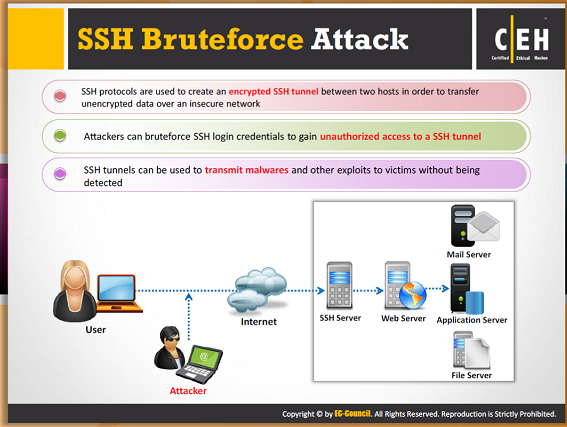 SSH Bruteforce Attack
C|EH
Certified Ethical Hacker
SSH protocols are used to create an encrypted SSH tunnel between two hosts in order to transfer
unencrypted data over an insecure network
Attackers can bruteforce SSH login credentials to gain unauthorized access to a SSH tunnel
SSH tunnels can be used to transmit malwares and other exploits to victims without being
detected
Mail Server
User
Internet
SSH Server
Web Server
Application Server
Attacker
File Server
Copyright © by EC-Council. All Rights Reserved. Reproduction is Strictly Prohibited.